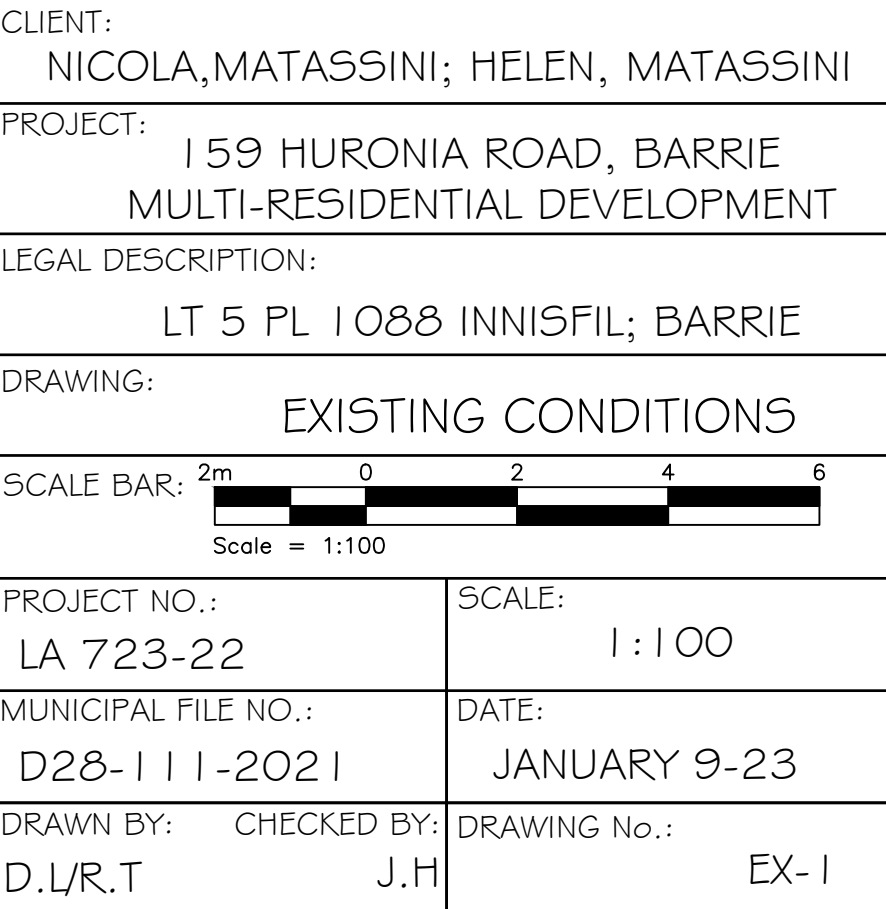 CLIENT:
NICOLA,MATASSINI; HELEN, MATASSINI
PROJECT:
159 HURONIA ROAD, BARRIE
MULTI-RESIDENTIAL DEVELOPMENT
LEGAL DESCRIPTION:
LT 5 PL 1088 INNISFIL; BARRIE
DRAWING:
EXISTING CONDITIONS
SCALE BAR: 2m 0 2 4 6
Scale = 1:100
PROJECT NO.:
LA 723-22
SCALE:
1:100
MUNICIPAL FILE NO.:
D28-111-2021
DATE:
JANUARY 9-23
DRAWN BY: CHECKED BY:
D.L/R.T J.H
DRAWING No.:
EX-1